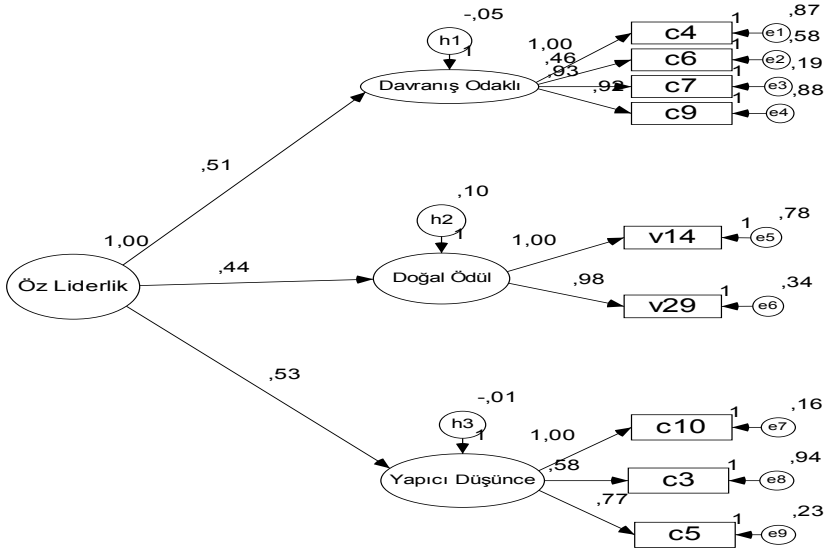 -,05
h1
1
1,00
,46
,93
,92
Davranış Odaklı
c4
1
e1
,87
c6
1
e2
,58
c7
1
e3
,19
c9
1
e4
,88
,51
,10
h2
1
1,00
,98
Doğal Ödül
v14
1
e5
,78
v29
1
e6
,34
1,00
Öz Liderlik
,44
,53
-,01
h3
1
1,00
,58
,77
Yapıcı Düşünce
c10
1
e7
,16
c3
1
e8
,94
c5
1
e9
,23